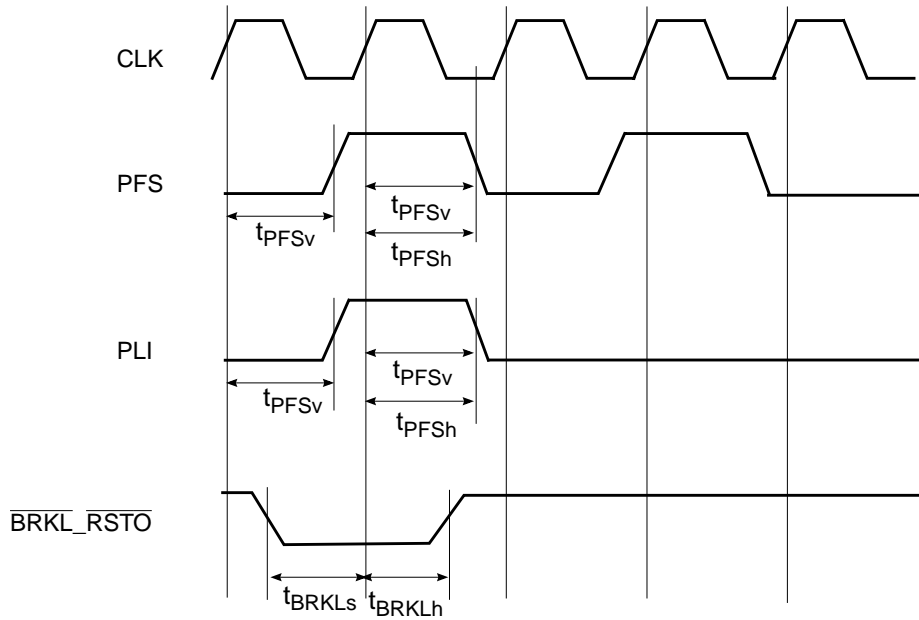 CLK
PFS
tPFSv
tPFSv
tPFSh
PLI
tPFSv
tPFSv
tPFSh
BRKL_RSTO
tBRKLs
tBRKLh